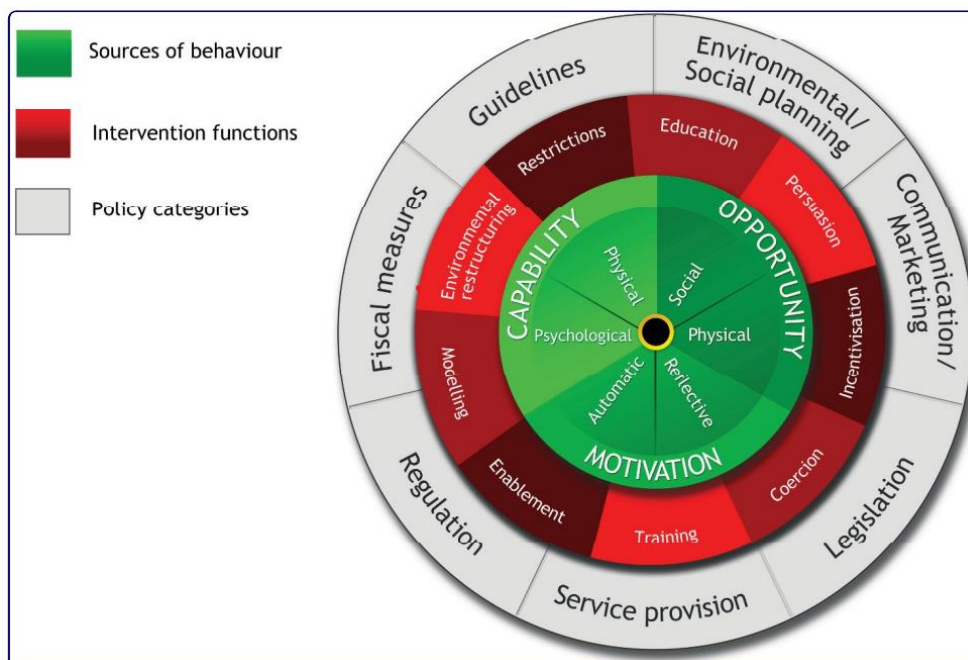 Sources of behaviour
Intervention functions
Policy categories
Guidelines
Environmental/
Social planning
Communication/
Marketing
Legislation
Service provision
Regulation
Fiscal measures
Restrictions
Education
Persuasion
Incentivisation
Coercion
Training
Enablement
Modelling
Environmental
restructuring
CAPABILITY
OPPORTUNITY
MOTIVATION
Physical
Social
Physical
Reflective
Automatic
Psychological